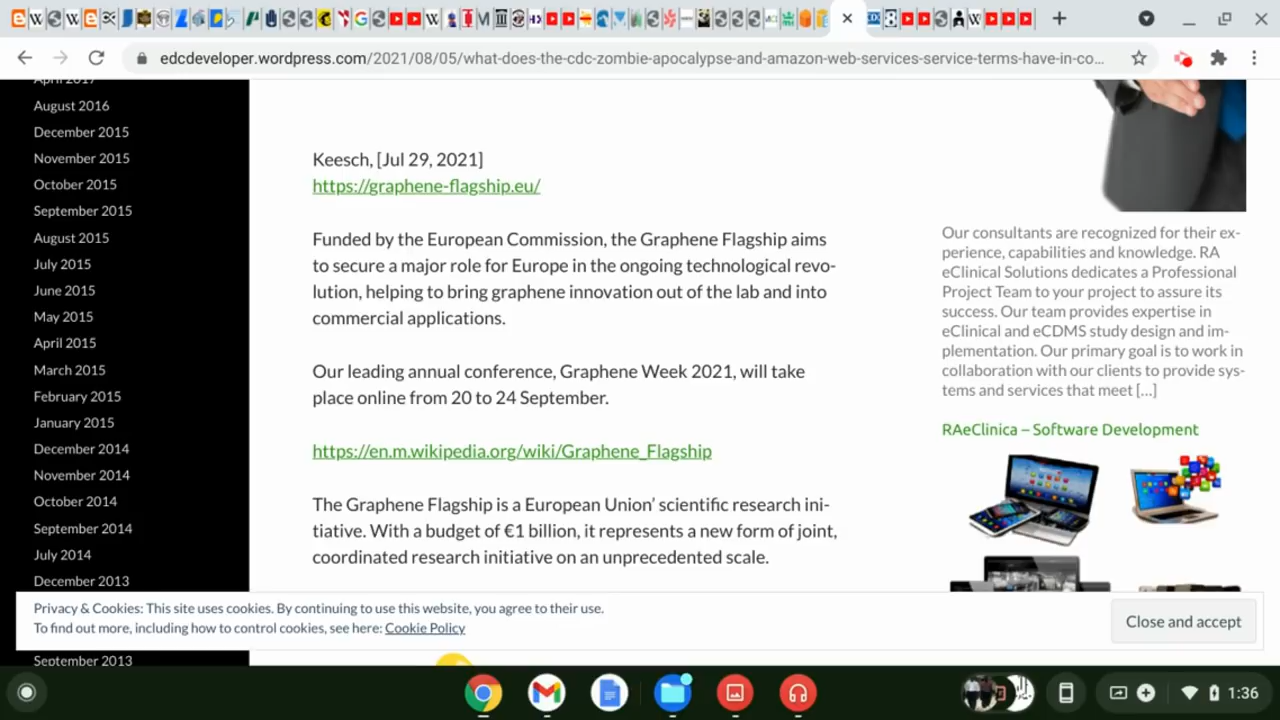 edcdeveloper.wordpress.com/2021/08/05/what-does-the-cdc-zombie-apocalypse-and-amazon-web-services-service-terms-have-in-co...
April 2017
August 2016
December 2015
November 2015
October 2015
September 2015
August 2015
July 2015
June 2015
May 2015
April 2015
March 2015
February 2015
January 2015
December 2014
November 2014
October 2014
September 2014
July 2014
December 2013
September 2013
Keesch, [Jul 29, 2021]
https://graphene-flagship.eu/
Funded by the European Commission, the Graphene Flagship aims
to secure a major role for Europe in the ongoing technological revo-
lution, helping to bring graphene innovation out of the lab and into
commercial applications.
Our leading annual conference, Graphene Week 2021, will take
place online from 20 to 24 September.
https://en.m.wikipedia.org/wiki/Graphene_Flagship
The Graphene Flagship is a European Union' scientific research ini-
tiative. With a budget of €1 billion, it represents a new form of joint,
coordinated research initiative on an unprecedented scale.
Our consultants are recognized for their ex-
perience, capabilities and knowledge. RA
eClinical Solutions dedicates a Professional
Project Team to your project to assure its
success. Our team provides expertise in
eClinical and eCDMS study design and im-
plementation. Our primary goal is to work in
collaboration with our clients to provide sys-
tems and services that meet [...]
RAeClinica – Software Development
Privacy & Cookies: This site uses cookies. By continuing to use this website, you agree to their use.
To find out more, including how to control cookies, see here: Cookie Policy
Close and accept
1:36